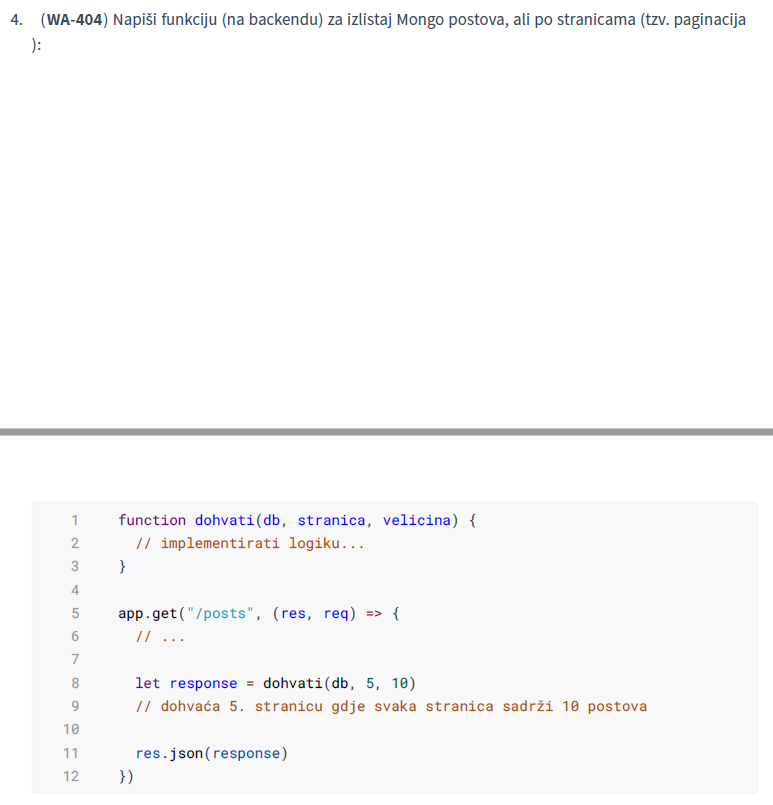 4. (WA-404) Napiši funkciju (na backendu) za izlistaj Mongo postova, ali po stranicama (tzv. paginacija
):
1 function dohvati(db, stranica, velicina) {
2 // implementirati logiku...
3 }
4
5 app.get("/posts", (res, req) => {
6 // ...
7
8 let response = dohvati(db, 5, 10)
9 // dohvaća 5. stranicu gdje svaka stranica sadrži 10 postova
10
11 res.json(response)
12 })